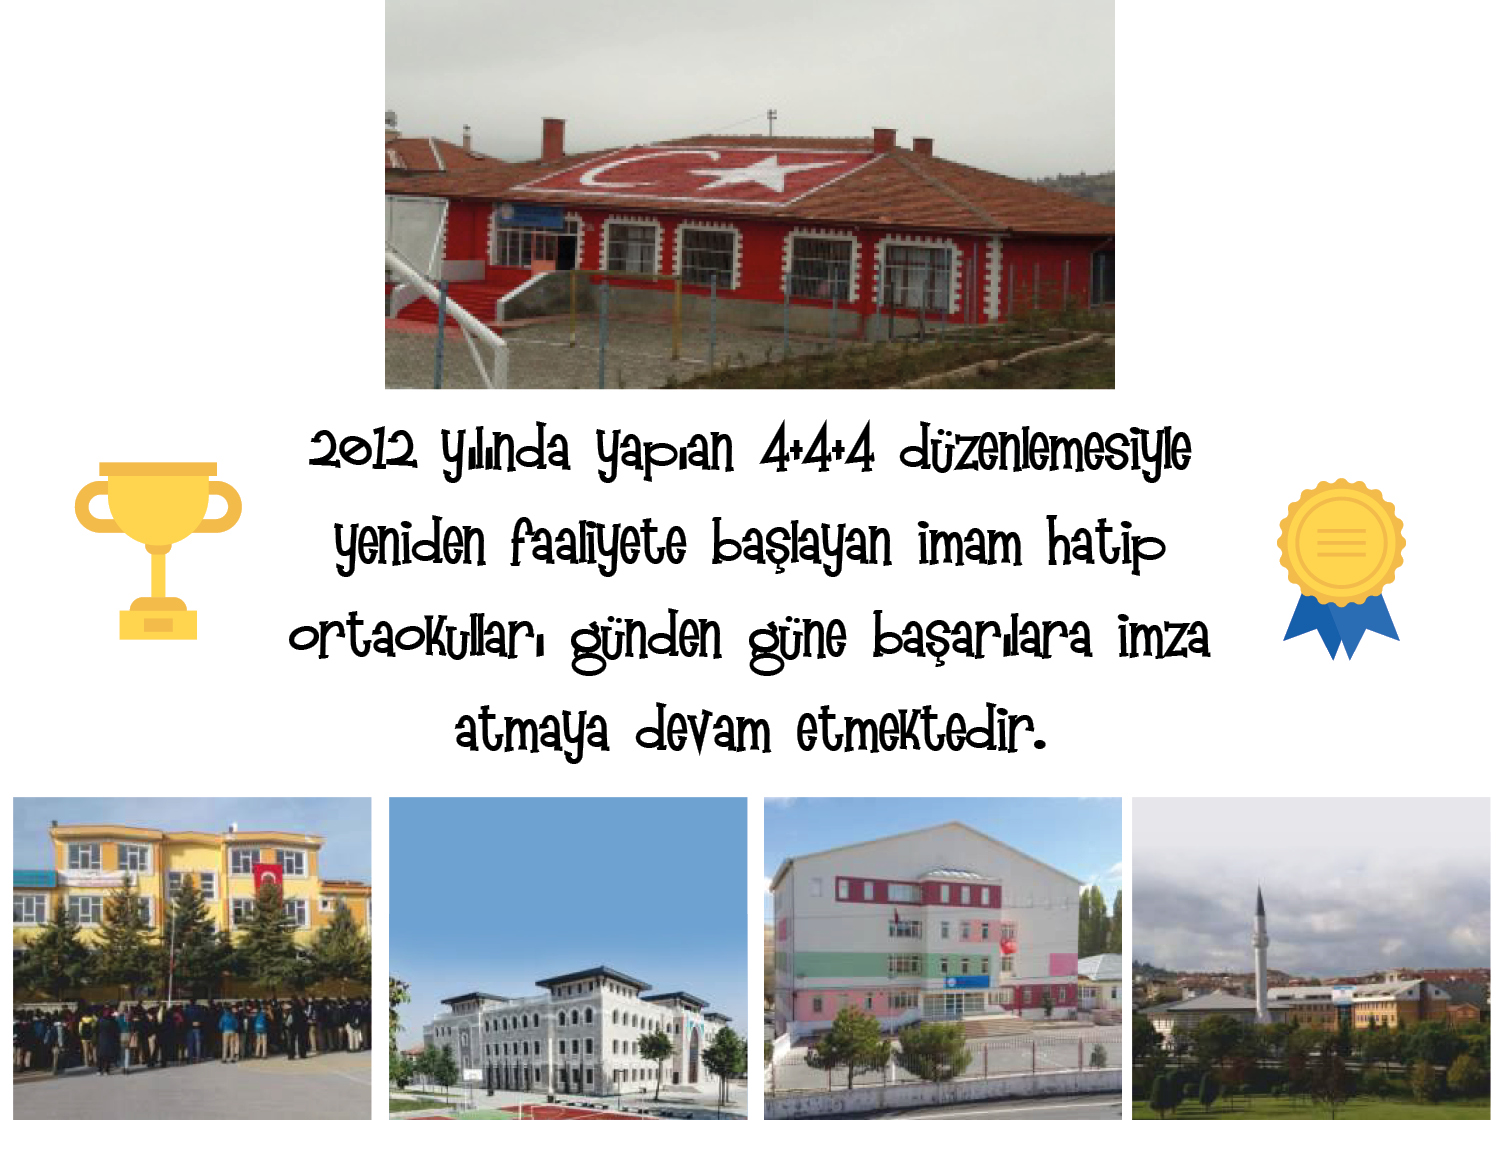 2012 yılında yapıan 4+4+4 düzenlemesiyle
yeniden faaliyete başlayan imam hatip
ortaokulları günden güne başarılara imza
atmaya devam etmektedir.